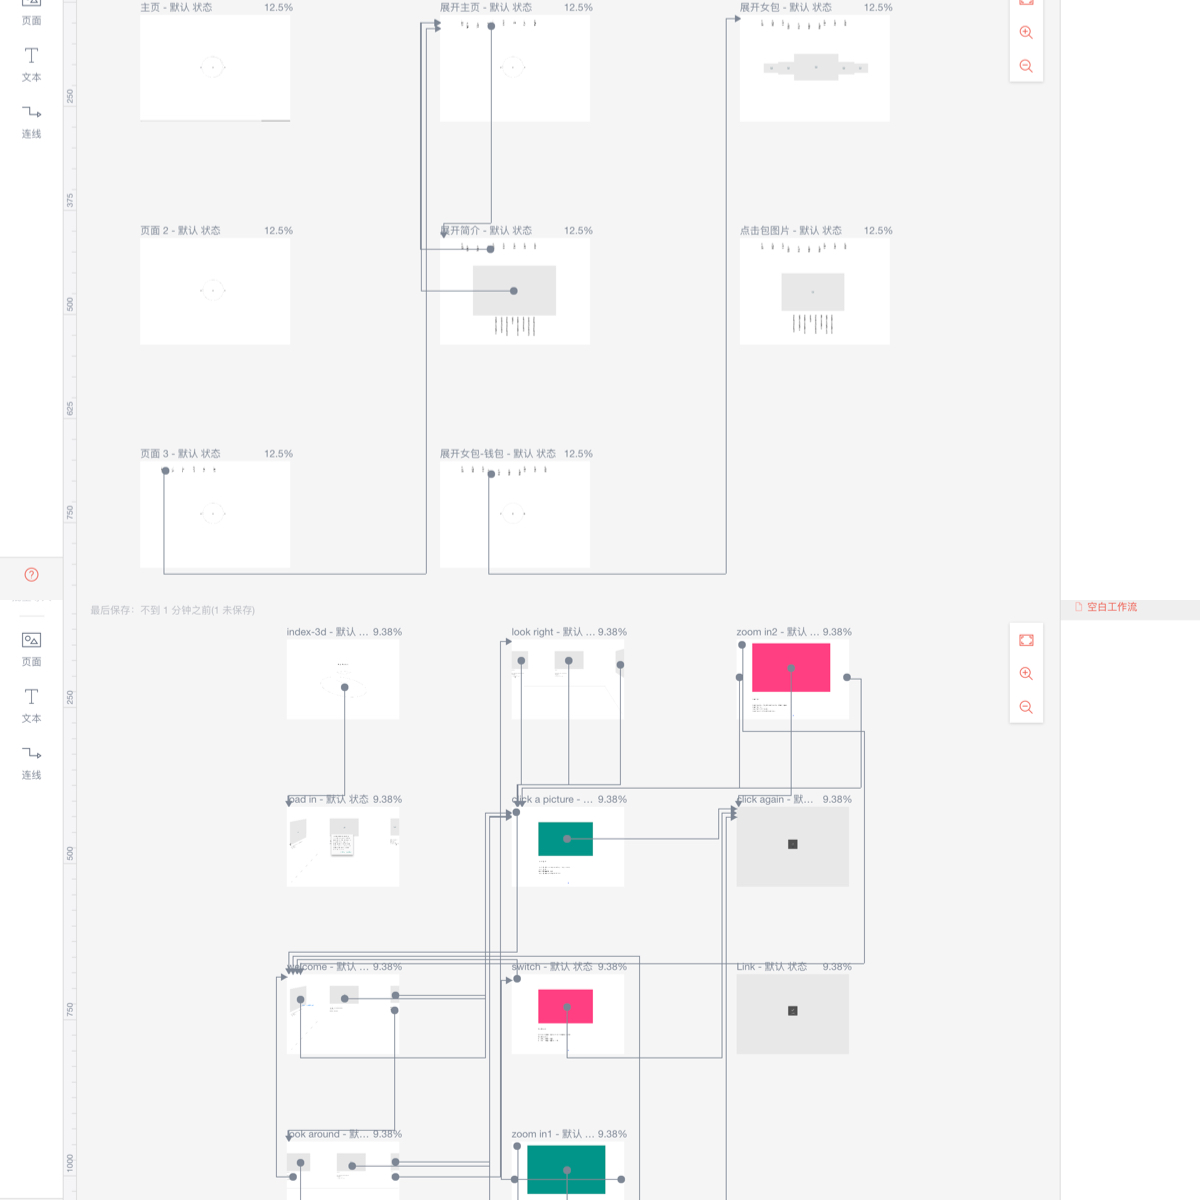 页面
文本
连线
250
375
500
625
750
主页 - 默认 状态 12.5%
展开主页 - 默认 状态 12.5%
展开女包 - 默认 状态 12.5%
页面 2 - 默认 状态 12.5%
展开简介 - 默认 状态 12.5%
点击包图片 - 默认 状态 12.5%
页面 3 - 默认 状态 12.5%
展开女包-钱包 - 默认 状态 12.5%
最后保存：不到 1 分钟之前(1 未保存)
空白工作流
页面
文本
连线
250
500
750
1000
index-3d - 默认 ... 9.38%
look right - 默认 ... 9.38%
zoom in2 - 默认 ... 9.38%
load in - 默认 状态 9.38%
click a picture - ... 9.38%
click again - 默... 9.38%
welcome - 默认 ... 9.38%
switch - 默认 状态 9.38%
Link - 默认 状态 9.38%
look around - 默... 9.38%
zoom in1 - 默认 ... 9.38%